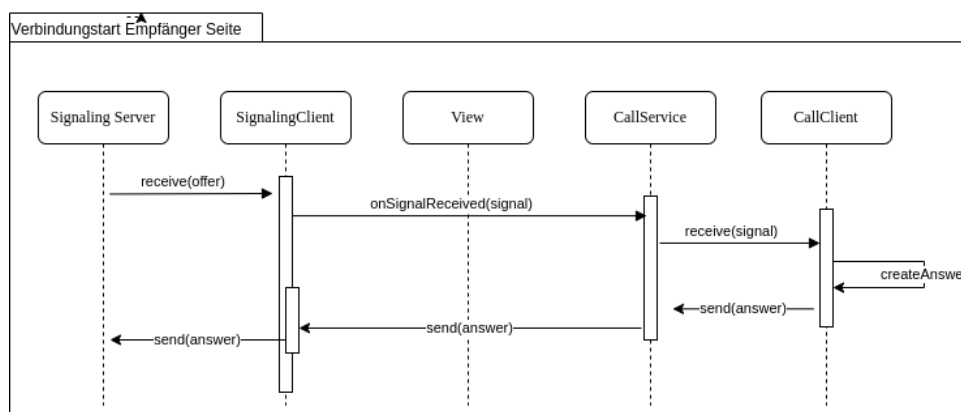 Verbindungstart Empfänger Seite
Signaling Server
SignalingClient
View
CallService
CallClient
receive(offer)
onSignalReceived(signal)
receive(signal)
createAnswe
send(answer)
send(answer)
send(answer)